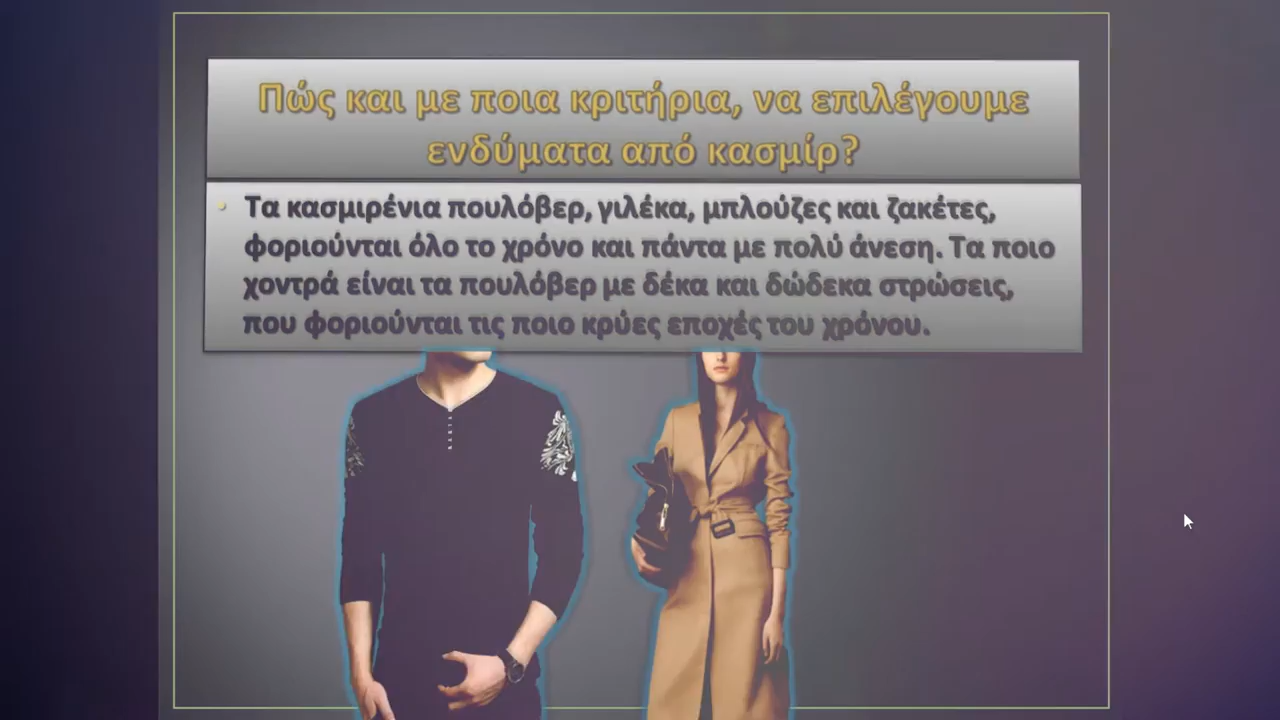 Πώς και με ποια κριτήρια, να επιλέγουμε
ενδύματα από κασμίρ?
• Τα κασμιρένια πουλόβερ, γιλέκα, μπλούζες και ζακέτες,
φοριούνται όλο το χρόνο και πάντα με πολύ άνεση. Τα ποιο
χοντρά είναι τα πουλόβερ με δέκα και δώδεκα στρώσεις,
που φοριούνται τις ποιο κρύες εποχές του χρόνου.